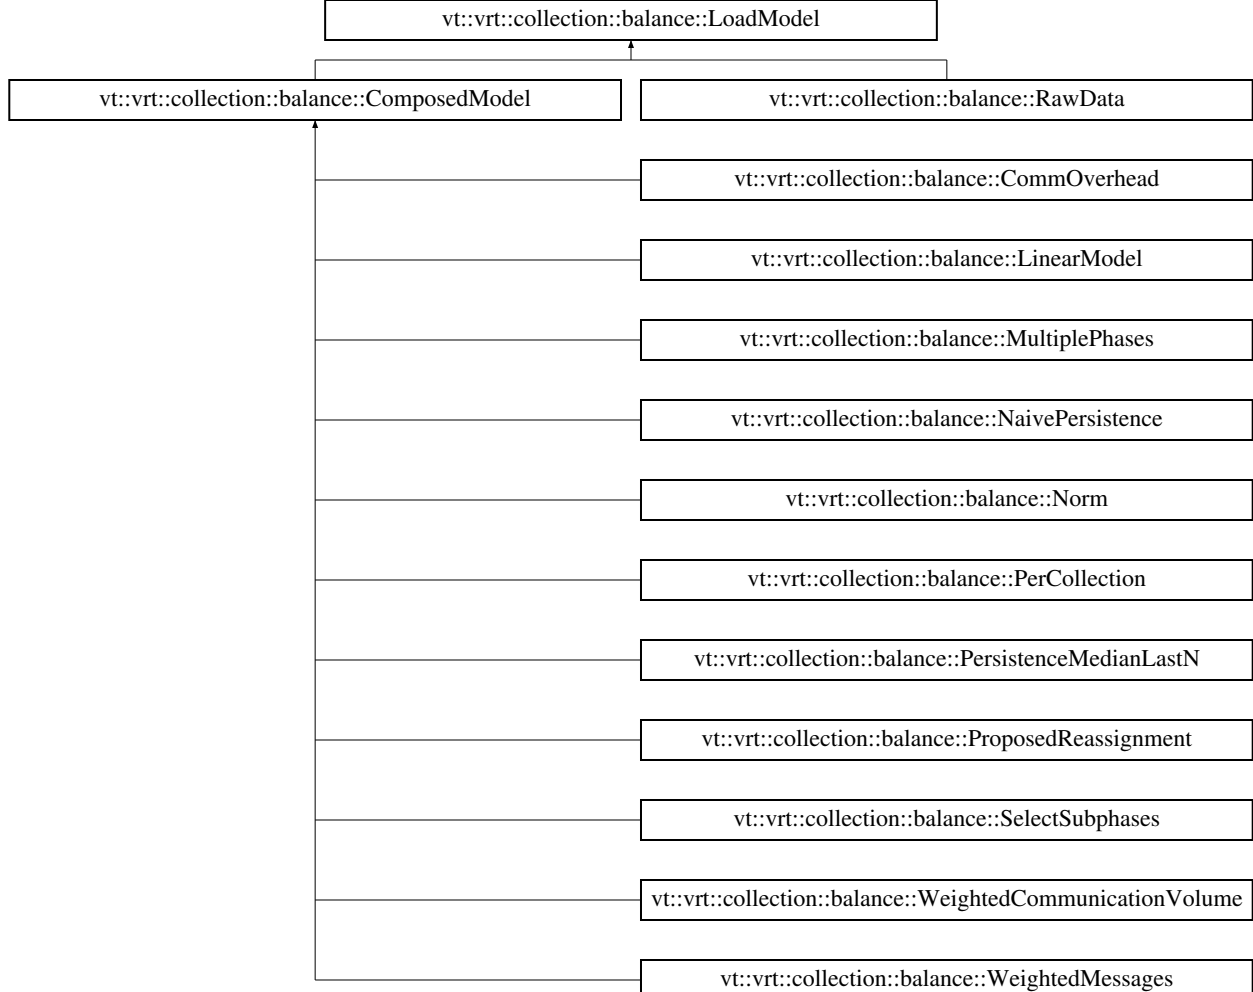 vt::vrt::collection::balance::LoadModel
vt::vrt::collection::balance::ComposedModel
vt::vrt::collection::balance::RawData
vt::vrt::collection::balance::CommOverhead
vt::vrt::collection::balance::LinearModel
vt::vrt::collection::balance::MultiplePhases
vt::vrt::collection::balance::NaivePersistence
vt::vrt::collection::balance::Norm
vt::vrt::collection::balance::PerCollection
vt::vrt::collection::balance::PersistenceMedianLastN
vt::vrt::collection::balance::ProposedReassignment
vt::vrt::collection::balance::SelectSubphases
vt::vrt::collection::balance::WeightedCommunicationVolume
vt::vrt::collection::balance::WeightedMessages